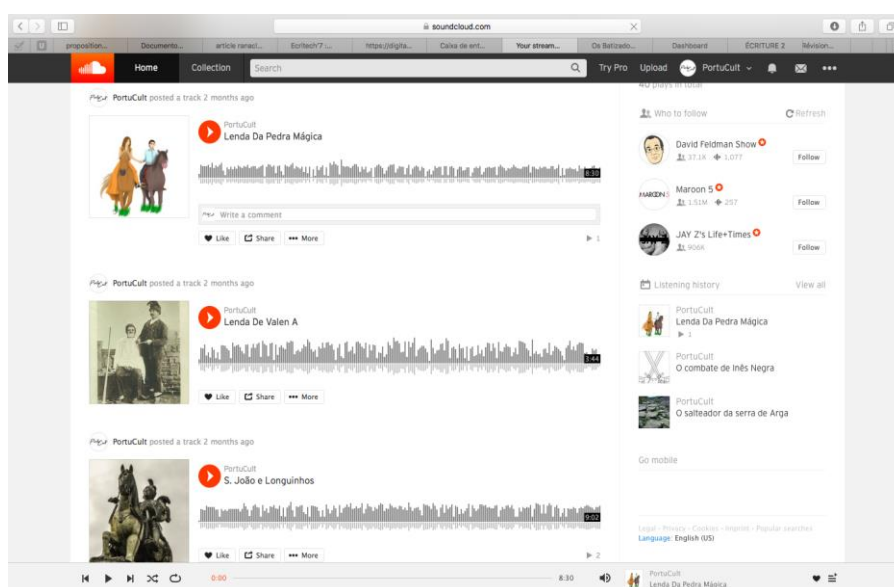 soundcloud.com
proposition... Documento... article renacl... Ecritech'7 :... https://digita... Caixa de ent... Your stream... Os Batizado... Dashboard ÉCRITURE 2 Révision...
Home Collection Search Try Pro Upload PortuCult
PortuCult posted a track 2 months ago
PortuCult
Lenda Da Pedra Mágica
8:30
Write a comment
Like Share More
1
PortuCult posted a track 2 months ago
PortuCult
Lenda De Valen A
3:44
Like Share More
PortuCult posted a track 2 months ago
PortuCult
S. João e Longuinhos
9:02
Like Share More
2
40 plays in total
Who to follow Refresh
David Feldman Show
37.1K 1,077
Follow
Maroon 5
1.51M 257
Follow
MAROON 5
JAY Z's Life+Times
906K
Follow
Listening history View all
PortuCult
Lenda Da Pedra Mágica
1
PortuCult
O combate de Inês Negra
PortuCult
O salteador da serra de Arga
Go mobile
Legal - Privacy - Cookies - Imprint - Popular searches
Language: English (US)
0:00 8:30
PortuCult
Lenda Da Pedra Mágica